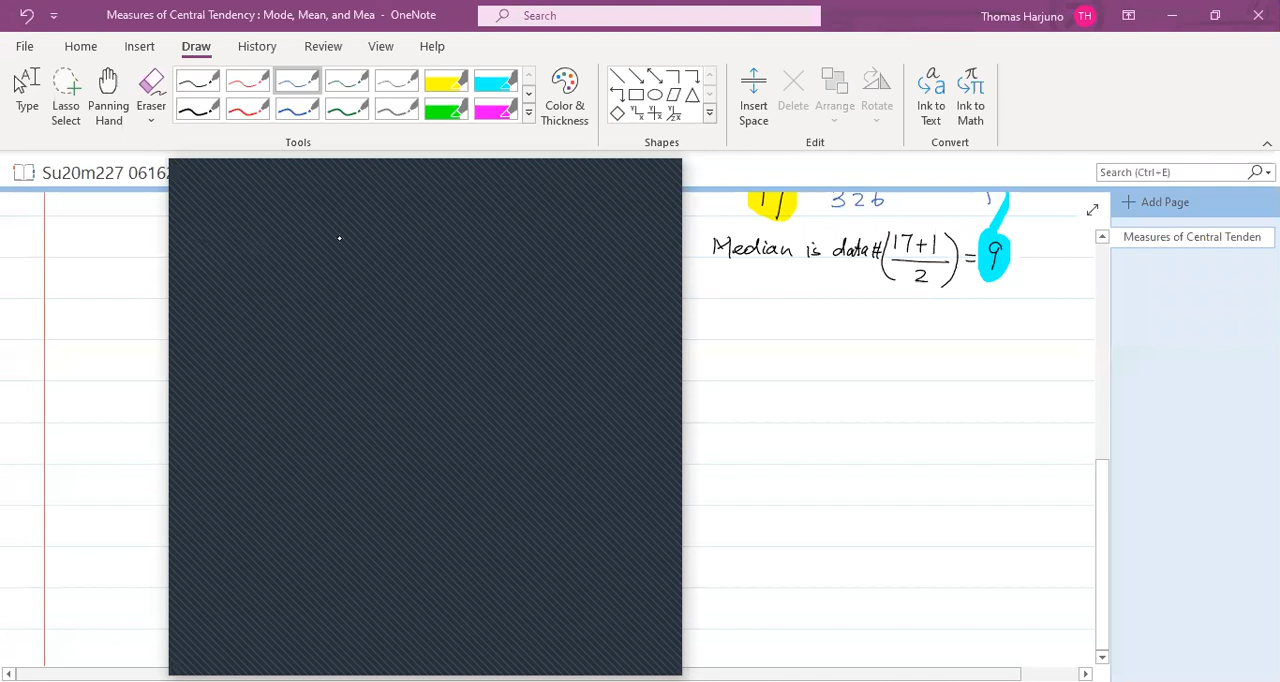 Measures of Central Tendency : Mode, Mean, and Mea - OneNote
Search
Thomas Harjuno TH
File Home Insert Draw History Review View Help
Type
Lasso Select
Panning Hand
Eraser
Color & Thickness
Insert Space
Delete
Arrange
Rotate
Ink to Text
Ink to Math
Tools
Shapes
Edit
Convert
Su20m227 0616
Search (Ctrl+E)
Add Page
Measures of Central Tenden
17 326
Median is data# (17+1 / 2) = 9